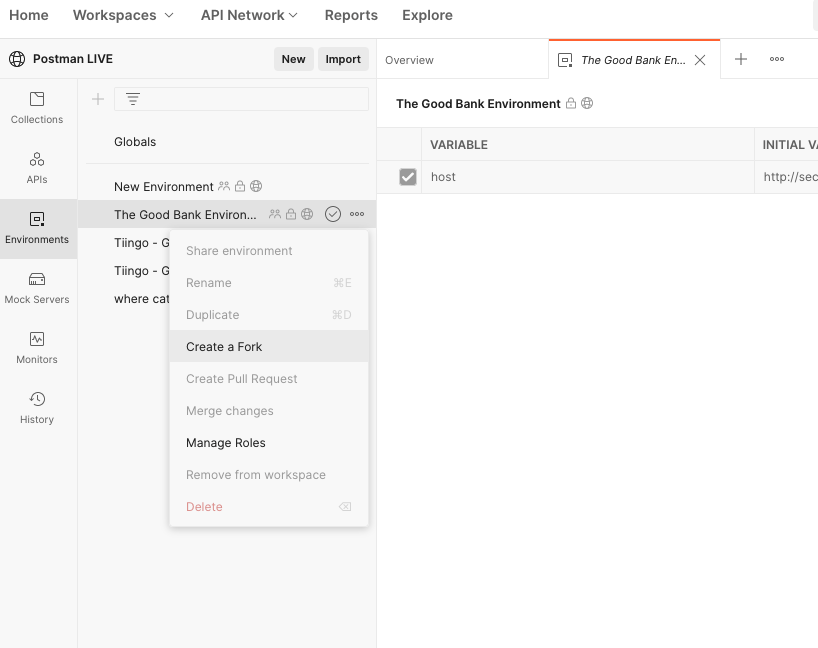 Home Workspaces API Network Reports Explore
Postman LIVE New Import
Overview The Good Bank En...
Collections
APIs
Environments
Mock Servers
Monitors
History
Globals
New Environment
The Good Bank Environ...
Tiingo - G
Tiingo - G
where cat
Share environment
Rename ⌘E
Duplicate ⌘D
Create a Fork
Create Pull Request
Merge changes
Manage Roles
Remove from workspace
Delete
The Good Bank Environment
VARIABLE INITIAL VA
host http://sec